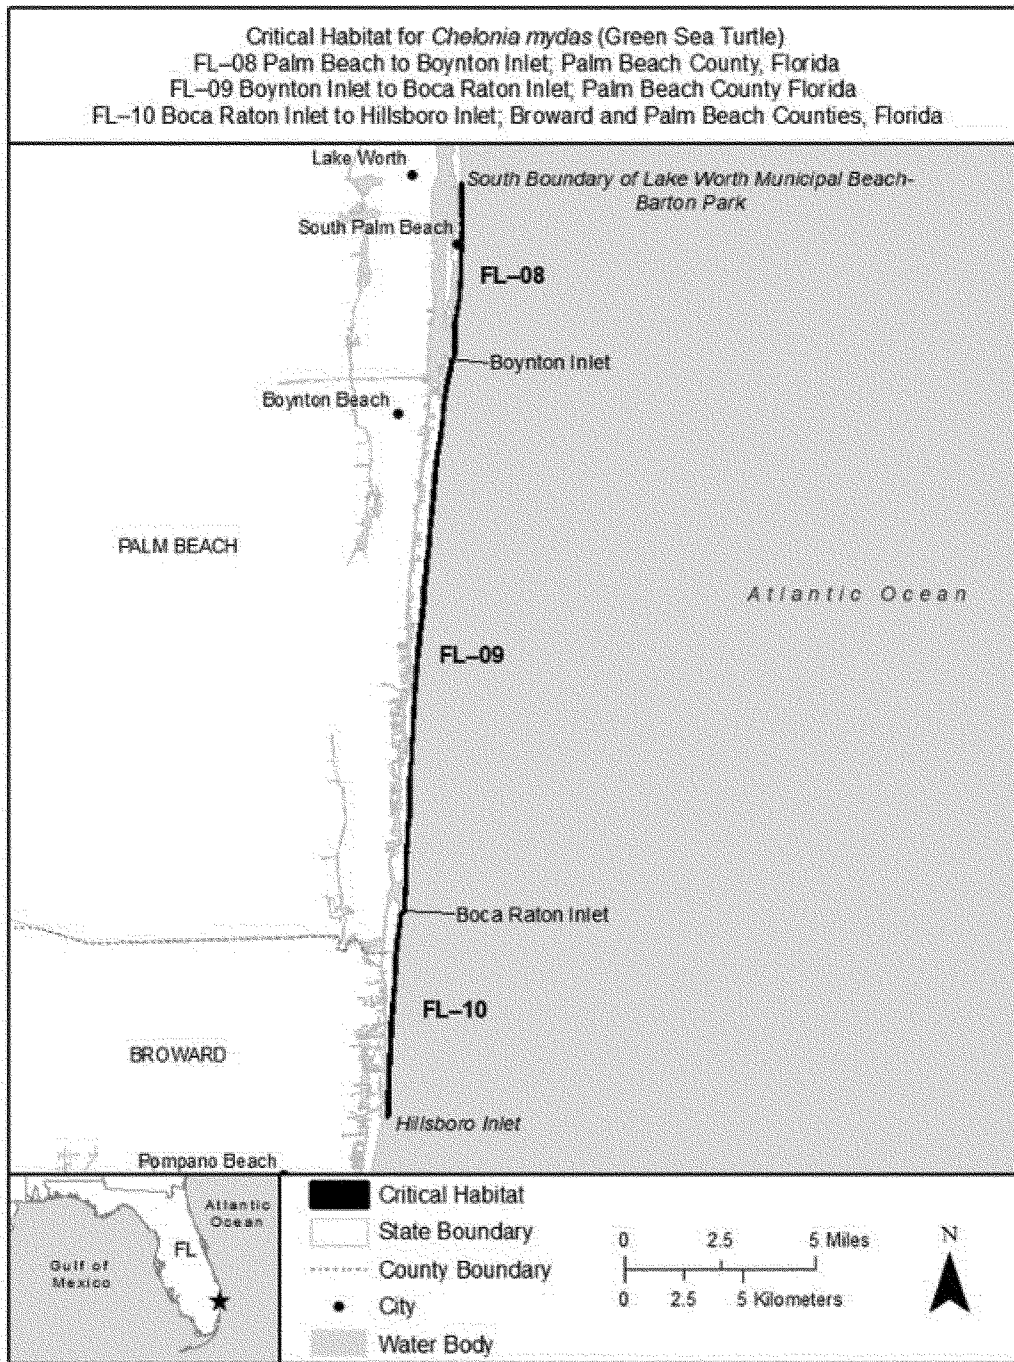 Critical Habitat for Chelonia mydas (Green Sea Turtle)
FL–08 Palm Beach to Boynton Inlet; Palm Beach County, Florida
FL–09 Boynton Inlet to Boca Raton Inlet; Palm Beach County Florida
FL–10 Boca Raton Inlet to Hillsboro Inlet; Broward and Palm Beach Counties, Florida
Lake Worth
South Boundary of Lake Worth Municipal Beach-
Barton Park
South Palm Beach
FL–08
Boynton Inlet
Boynton Beach
PALM BEACH
Atlantic Ocean
FL–09
Boca Raton Inlet
FL–10
BROWARD
Hillsboro Inlet
Pompano Beach
Atlantic
Ocean
FL
Gulf of
Mexico
Critical Habitat
State Boundary
County Boundary
City
Water Body
0 2.5 5 Miles
0 2.5 5 Kilometers
N